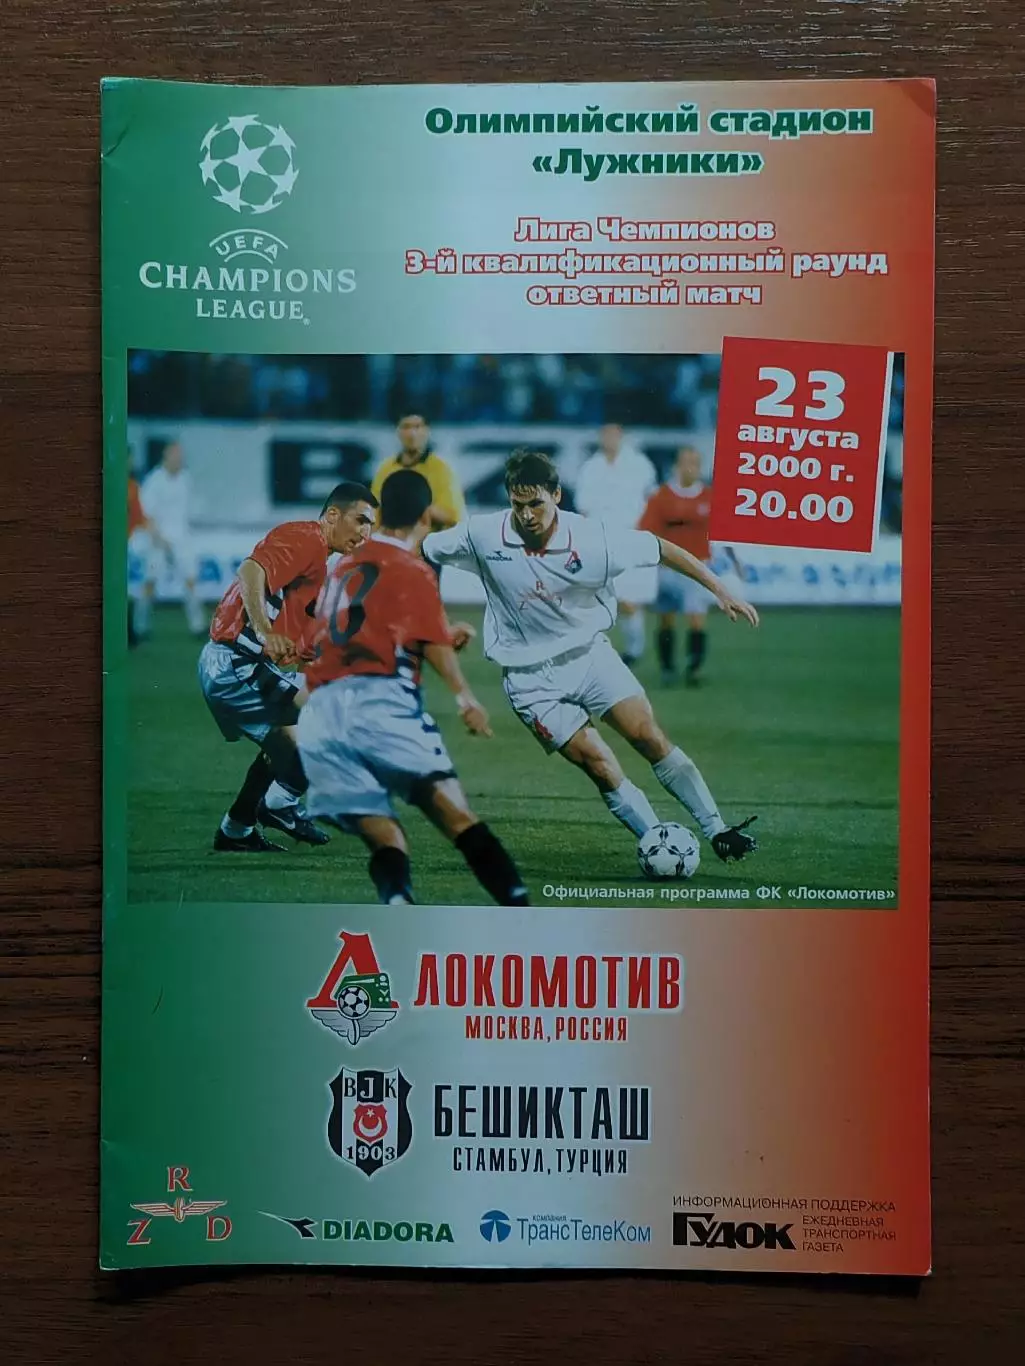 Олимпийский стадион
«Лужники»
UEFA
CHAMPIONS
LEAGUE®
Лига Чемпионов
3-й квалификационный раунд
ответный матч
23
августа
2000 г.
20.00
DIADORA
R
Z D
10
Официальная программа ФК «Локомотив»
ЛОКОМОТИВ
МОСКВА, РОССИЯ
BJK
1903
БЕШИКТАШ
СТАМБУЛ, ТУРЦИЯ
R
Z D
DIADORA
КОМПАНИЯ
ТрансТелеКом
ИНФОРМАЦИОННАЯ ПОДДЕРЖКА
ГУДОК
ЕЖЕДНЕВНАЯ
ТРАНСПОРТНАЯ
ГАЗЕТА